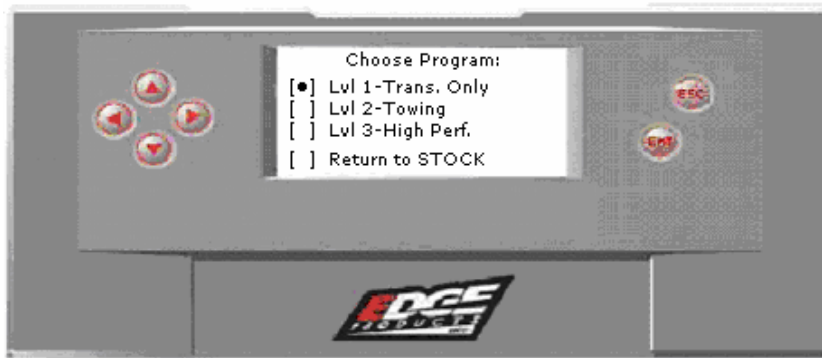 Choose Program:
[•] Lvl 1-Trans. Only
[ ] Lvl 2-Towing
[ ] Lvl 3-High Perf.
[ ] Return to STOCK
ESC
ENT
EDGE
PRODUCTS
INC